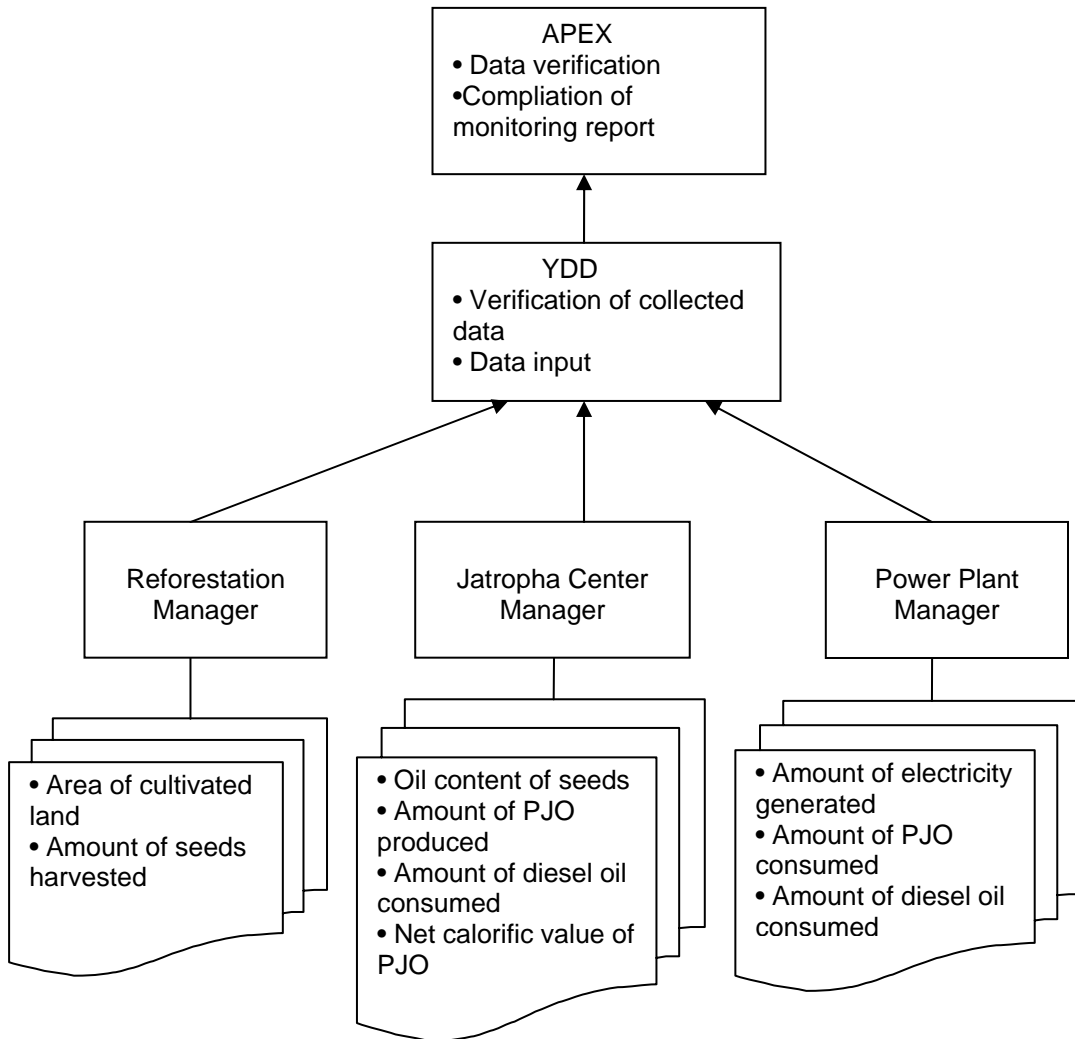 APEX
• Data verification
•Compliation of
monitoring report
YDD
• Verification of collected
data
• Data input
Reforestation
Manager
Jatropha Center
Manager
Power Plant
Manager
• Area of cultivated
land
• Amount of seeds
harvested
• Oil content of seeds
• Amount of PJO
produced
• Amount of diesel oil
consumed
• Net calorific value of
PJO
• Amount of electricity
generated
• Amount of PJO
consumed
• Amount of diesel oil
consumed